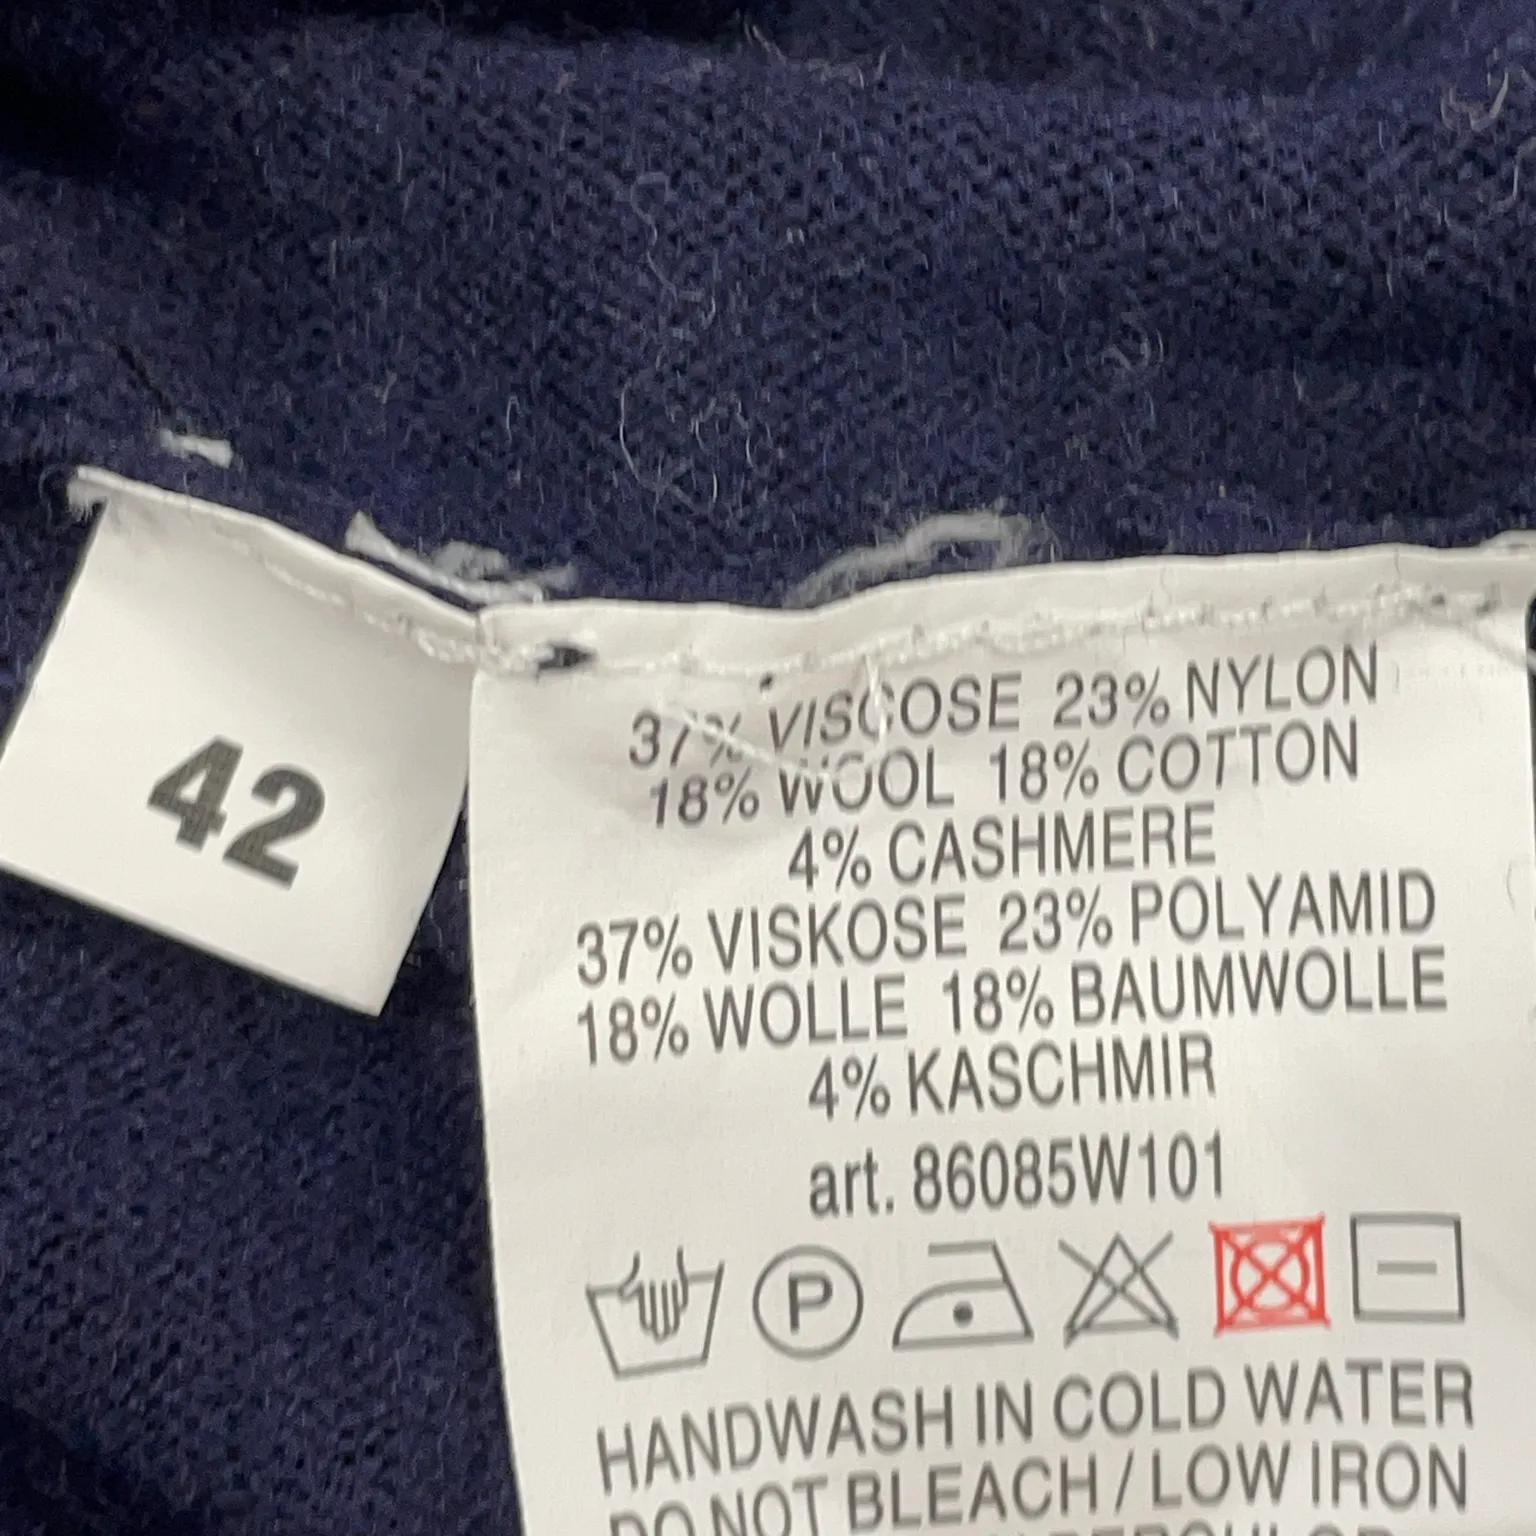 42
37% VISCOSE 23% NYLON
18% WOOL 18% COTTON
4% CASHMERE
37% VISKOSE 23% POLYAMID
18% WOLLE 18% BAUMWOLLE
4% KASCHMIR
art. 86085W101
P
HANDWASH IN COLD WATER
DO NOT BLEACH / LOW IRON